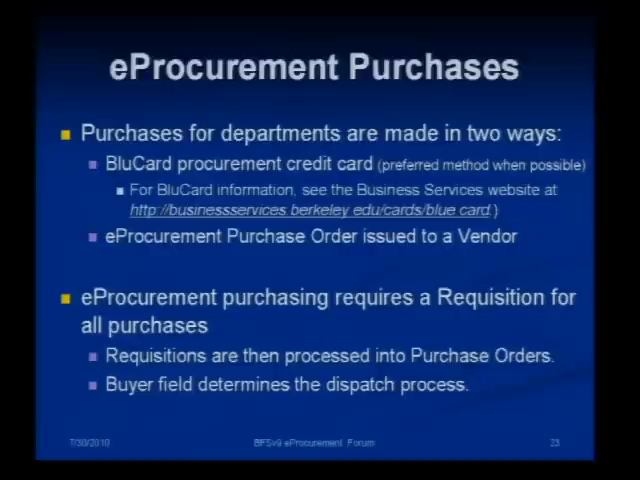 eProcurement Purchases
Purchases for departments are made in two ways:
BluCard procurement credit card (preferred method when possible)
For BluCard information, see the Business Services website at
http://businessservices.berkeley.edu/cards/blue card.)
eProcurement Purchase Order issued to a Vendor
eProcurement purchasing requires a Requisition for
all purchases
Requisitions are then processed into Purchase Orders.
Buyer field determines the dispatch process.
7/30/2010
BFSv9 eProcurement Forum
23